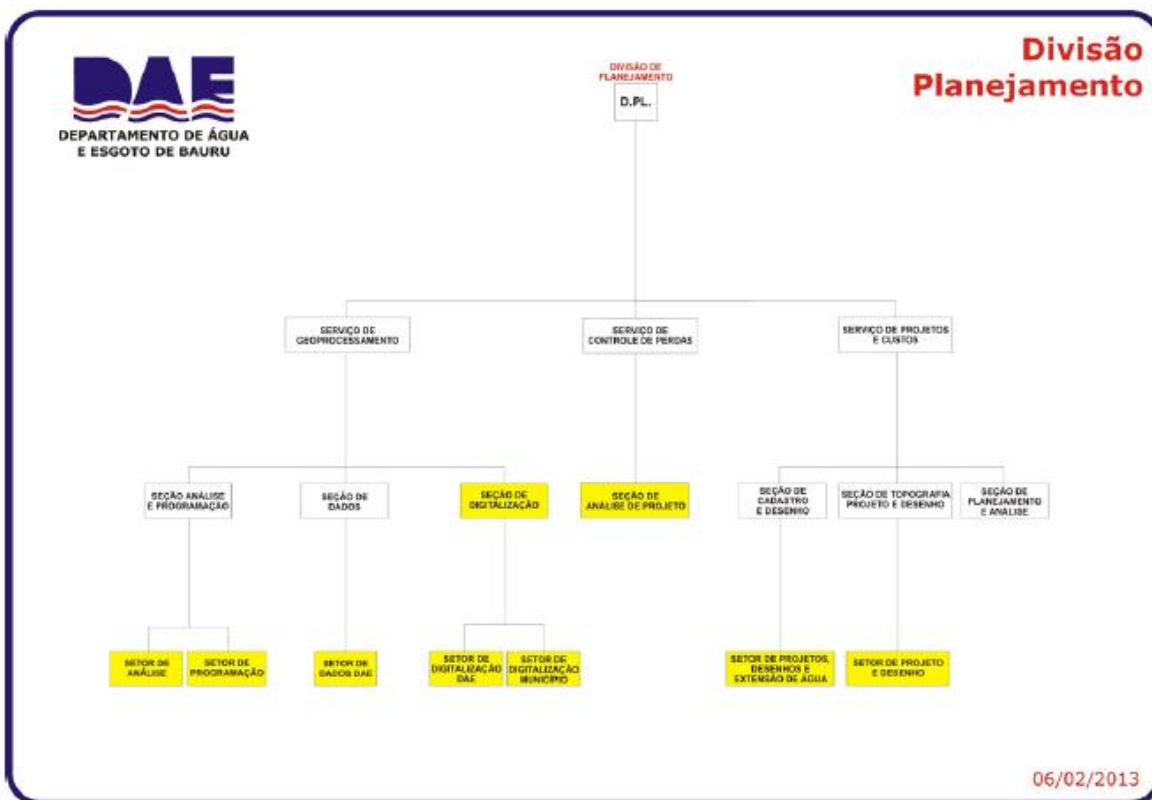 DAE
DEPARTAMENTO DE ÁGUA
E ESGOTO DE BAURU
Divisão
Planejamento
DIVISÃO DE
PLANEJAMENTO
D.PL.
SERVIÇO DE
GEOPROCESSAMENTO
SERVIÇO DE
CONTROLE DE PERDAS
SERVIÇO DE PROJETOS
E CUSTOS
SEÇÃO ANÁLISE
E PROGRAMAÇÃO
SEÇÃO DE
DADOS
SEÇÃO DE
DIGITALIZAÇÃO
SEÇÃO DE
ANÁLISE DE PROJETO
SEÇÃO DE
CADASTRO
E DESENHO
SEÇÃO DE TOPOGRAFIA
PROJETO E DESENHO
SEÇÃO DE
PLANEJAMENTO
E ANÁLISE
SETOR DE
ANÁLISE
SETOR DE
PROGRAMAÇÃO
SETOR DE
DADOS DAE
SETOR DE
DIGITALIZAÇÃO
DAE
SETOR DE
DIGITALIZAÇÃO
MUNICÍPIO
SETOR DE PROJETOS,
DESENHOS E
EXTENSÃO DE ÁGUA
SETOR DE PROJETO
E DESENHO
06/02/2013